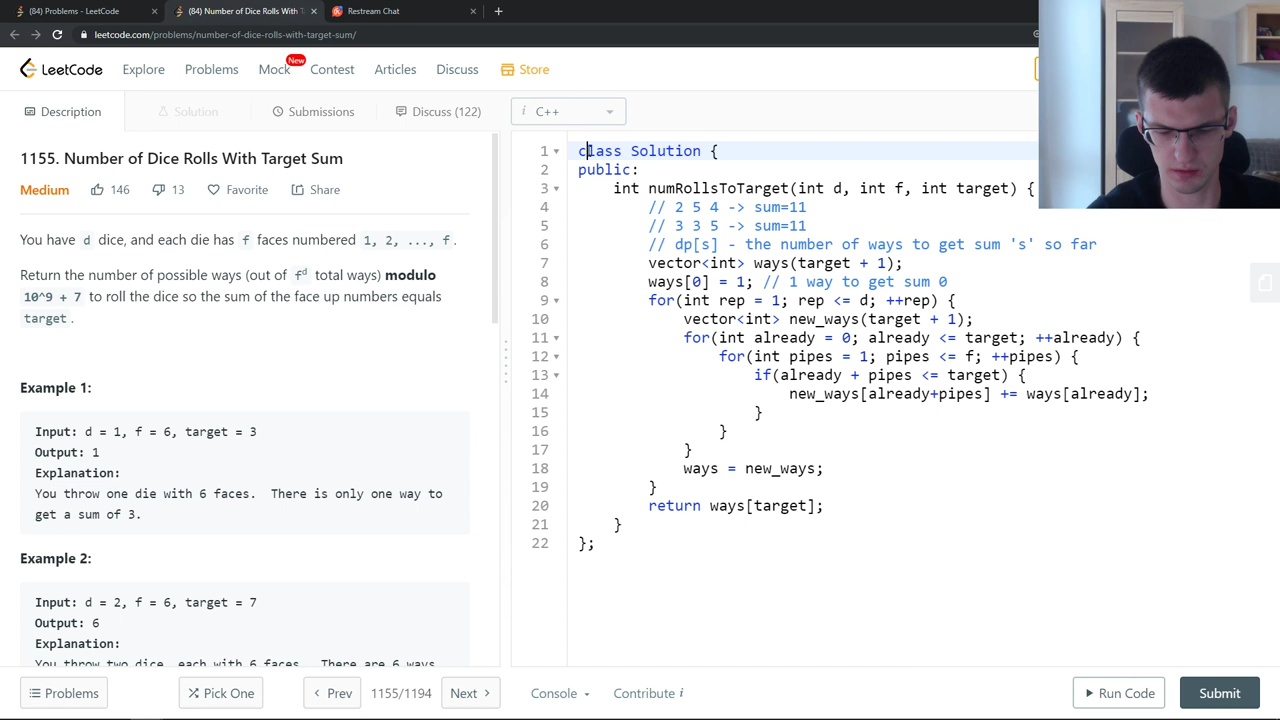 (84) Problems - LeetCode
(84) Number of Dice Rolls With T
Restream Chat
leetcode.com/problems/number-of-dice-rolls-with-target-sum/
LeetCode
Explore
Problems
Mock
New
Contest
Articles
Discuss
Store
Description
Solution
Submissions
Discuss (122)
i C++
1155. Number of Dice Rolls With Target Sum
Medium
146
13
Favorite
Share
You have d dice, and each die has f faces numbered 1, 2, ..., f.
Return the number of possible ways (out of f^d total ways) modulo
10^9 + 7 to roll the dice so the sum of the face up numbers equals
target.
Example 1:
Input: d = 1, f = 6, target = 3
Output: 1
Explanation:
You throw one die with 6 faces.  There is only one way to
get a sum of 3.
Example 2:
Input: d = 2, f = 6, target = 7
Output: 6
Explanation:
You throw two dice, each with 6 faces.  There are 6 ways
1 class Solution {
2 public:
3     int numRollsToTarget(int d, int f, int target) {
4         // 2 5 4 -> sum=11
5         // 3 3 5 -> sum=11
6         // dp[s] - the number of ways to get sum 's' so far
7         vector<int> ways(target + 1);
8         ways[0] = 1; // 1 way to get sum 0
9         for(int rep = 1; rep <= d; ++rep) {
10             vector<int> new_ways(target + 1);
11             for(int already = 0; already <= target; ++already) {
12                 for(int pipes = 1; pipes <= f; ++pipes) {
13                     if(already + pipes <= target) {
14                         new_ways[already+pipes] += ways[already];
15                     }
16                 }
17             }
18             ways = new_ways;
19         }
20         return ways[target];
21     }
22 };
Problems
Pick One
Prev
1155/1194
Next
Console
Contribute i
Run Code
Submit